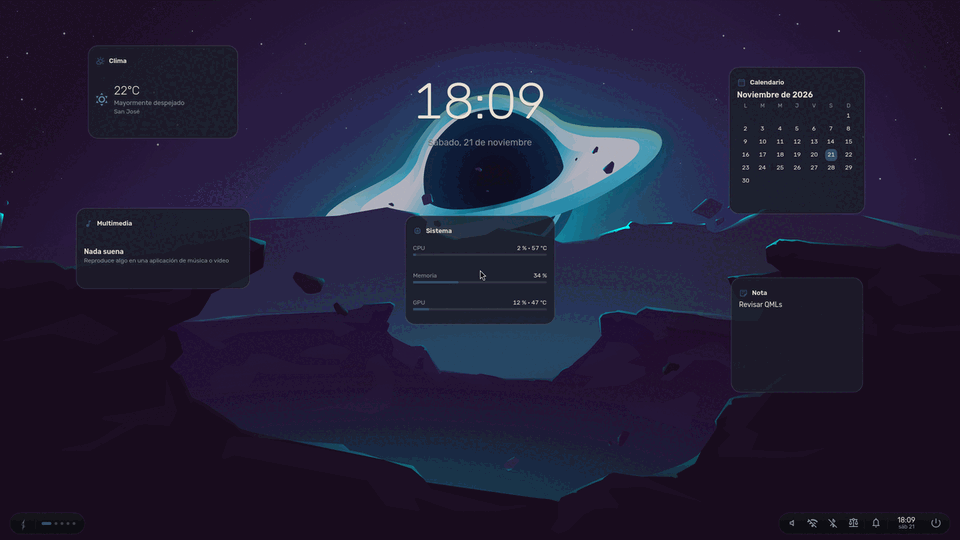 Clima
22°C
Mayormente despejado
San José
18:09
Sábado, 21 de noviembre
Calendario
Noviembre de 2026
L M M J V S D
1
2 3 4 5 6 7 8
9 10 11 12 13 14 15
16 17 18 19 20 21 22
23 24 25 26 27 28 29
30
Multimedia
Nada suena
Reproduce algo en una aplicación de música o video
Sistema
CPU 2 % • 57 °C
Memoria 34 %
GPU 12 % • 47 °C
Nota
Revisar QMLs
18:09
sáb 21